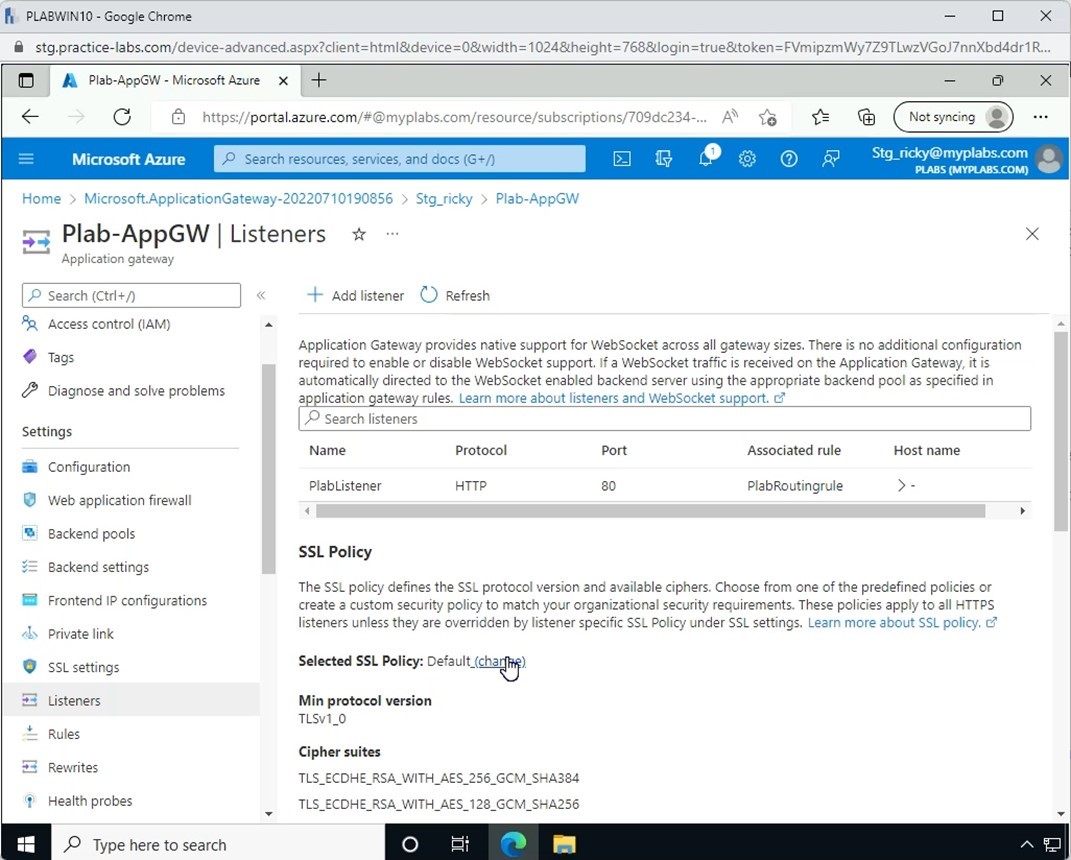 PLABWIN10 - Google Chrome
stg.practice-labs.com/device-advanced.aspx?client=html&device=0&width=1024&height=768&login=true&token=FVmipzmWy7Z9TLwzVGoJ7nnXbd4dr1R...
Plab-AppGW - Microsoft Azure
https://portal.azure.com/#@myplabs.com/resource/subscriptions/709dc234-...
Not syncing
Microsoft Azure
Search resources, services, and docs (G+/)
1
Stg_ricky@myplabs.com
PLABS (MYPLABS.COM)
Home > Microsoft.ApplicationGateway-20220710190856 > Stg_ricky > Plab-AppGW
Plab-AppGW | Listeners
Application gateway
Search (Ctrl+/)
Access control (IAM)
Tags
Diagnose and solve problems
Settings
Configuration
Web application firewall
Backend pools
Backend settings
Frontend IP configurations
Private link
SSL settings
Listeners
Rules
Rewrites
Health probes
Add listener
Refresh
Application Gateway provides native support for WebSocket across all gateway sizes. There is no additional configuration
required to enable or disable WebSocket support. If a WebSocket traffic is received on the Application Gateway, it is
automatically directed to the WebSocket enabled backend server using the appropriate backend pool as specified in
application gateway rules. Learn more about listeners and WebSocket support.
Search listeners
Name Protocol Port Associated rule Host name
PlabListener HTTP 80 PlabRoutingrule > -
SSL Policy
The SSL policy defines the SSL protocol version and available ciphers. Choose from one of the predefined policies or
create a custom security policy to match your organizational security requirements. These policies apply to all HTTPS
listeners unless they are overridden by listener specific SSL Policy under SSL settings. Learn more about SSL policy.
Selected SSL Policy: Default (change)
Min protocol version
TLSv1_0
Cipher suites
TLS_ECDHE_RSA_WITH_AES_256_GCM_SHA384
TLS_ECDHE_RSA_WITH_AES_128_GCM_SHA256
Type here to search